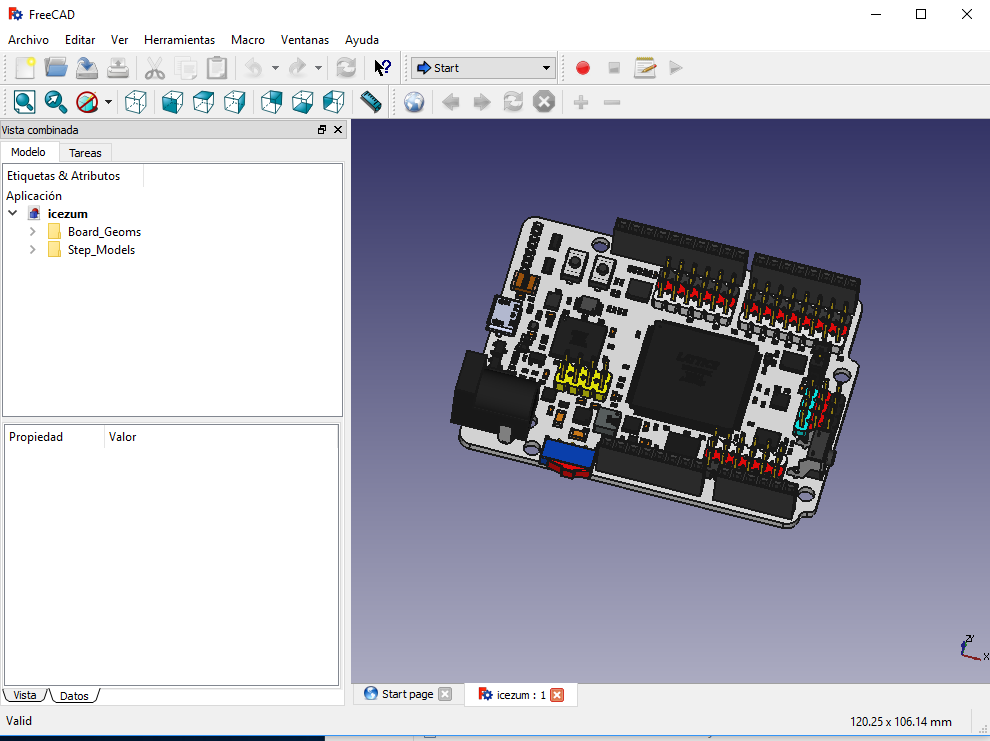 FreeCAD
Archivo Editar Ver Herramientas Macro Ventanas Ayuda
Start
Vista combinada
Modelo Tareas
Etiquetas & Atributos
Aplicación
icezum
Board_Geoms
Step_Models
Propiedad Valor
Vista Datos
Start page icezum : 1
Valid 120.25 x 106.14 mm